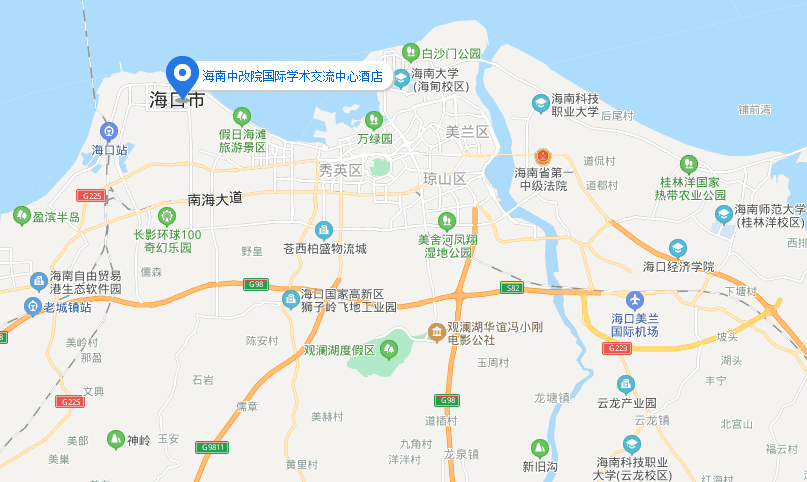 白沙门公园
海南中改院国际学术交流中心酒店
海南大学
(海甸校区)
海口市
海南科技
职业大学
后尾村
铺前湾
假日海滩
旅游景区
万绿园
美兰区
海口站
秀英区
琼山区
海南省第一
中级法院
道伃村
道郡村
桂林洋国家
热带农业公园
G225
南海大道
盈滨半岛
长影环球100
奇幻乐园
苍西柏盛物流城
美舍河凤翔
湿地公园
海南师范大学
(桂林洋校区)
西排
野皇
儒森
海口经济学院
海南自由贸易
港生态软件园
G98
S82
下塘村
老城镇站
海口国家高新区
狮子岭飞地工业园
海口美兰
国际机场
观澜湖华谊冯小刚
电影公社
美岭村
那盈
陈安村
观澜湖度假区
G223
坡头
湖头
玉周村
石岩
文典
丰宁
云龙产业园
G225
儒章
G98
龙塘镇
美赫村
道插村
云龙镇
北宫山
美郎
神岭
玉安
G9811
九角村
洋洋村
龙泉镇
新旧沟
海南科技职业
大学(云龙校区)
福云村
美巢
黄里村
红海村